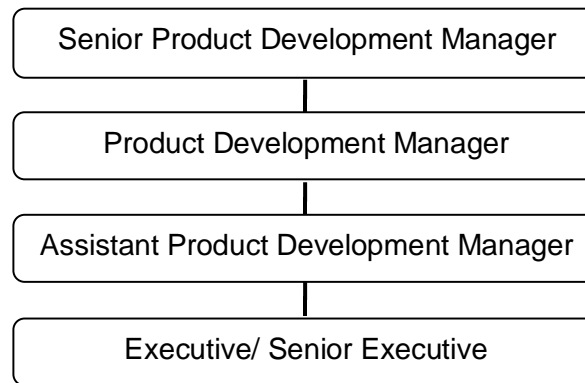 Senior Product Development Manager
Product Development Manager
Assistant Product Development Manager
Executive/ Senior Executive